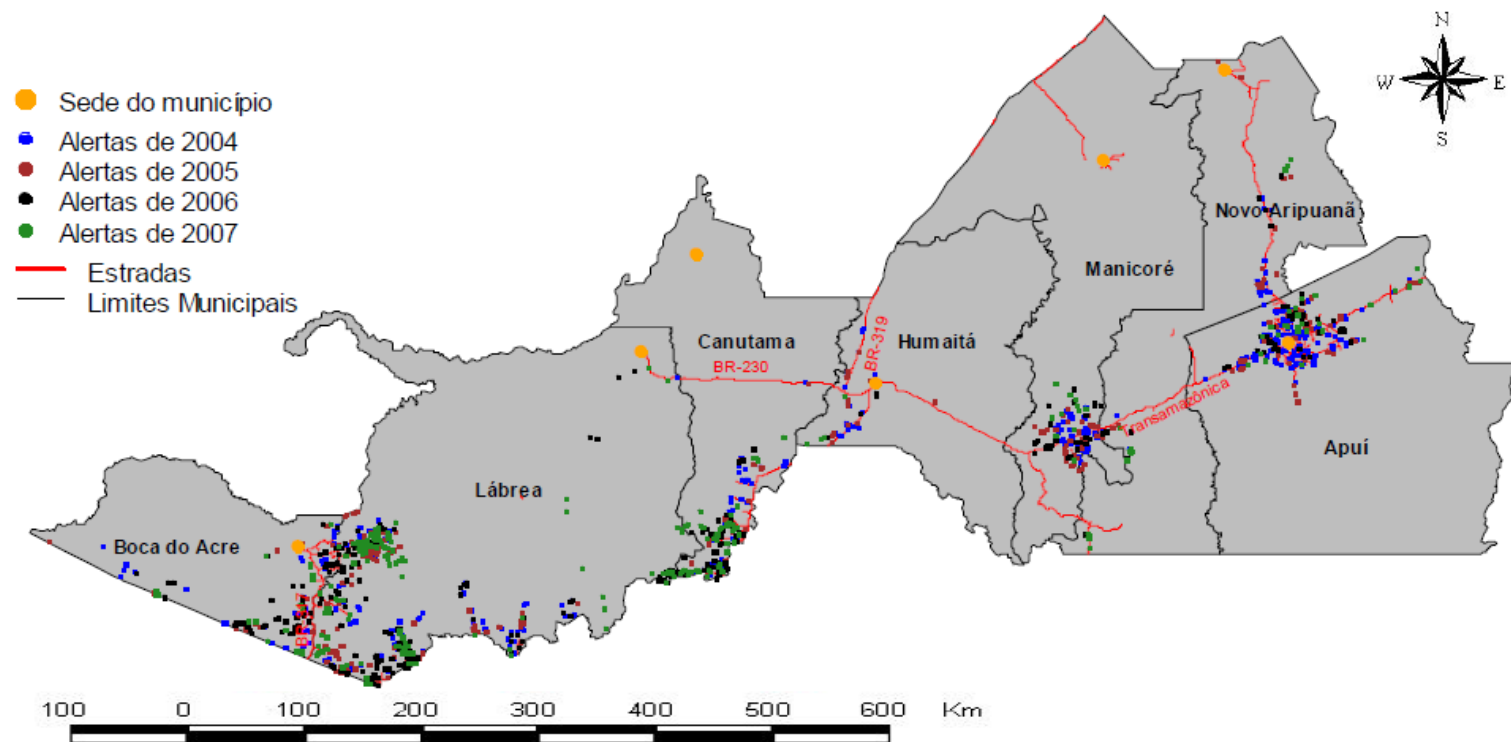 N
W E
S
Sede do município
Alertas de 2004
Alertas de 2005
Alertas de 2006
Alertas de 2007
Estradas
Limites Municipais
Novo Aripuanã
Manicoré
Canutama
Humaitá
BR-319
BR-230
Transamazônica
Apuí
Lábrea
Boca do Acre
100 0 100 200 300 400 500 600 Km